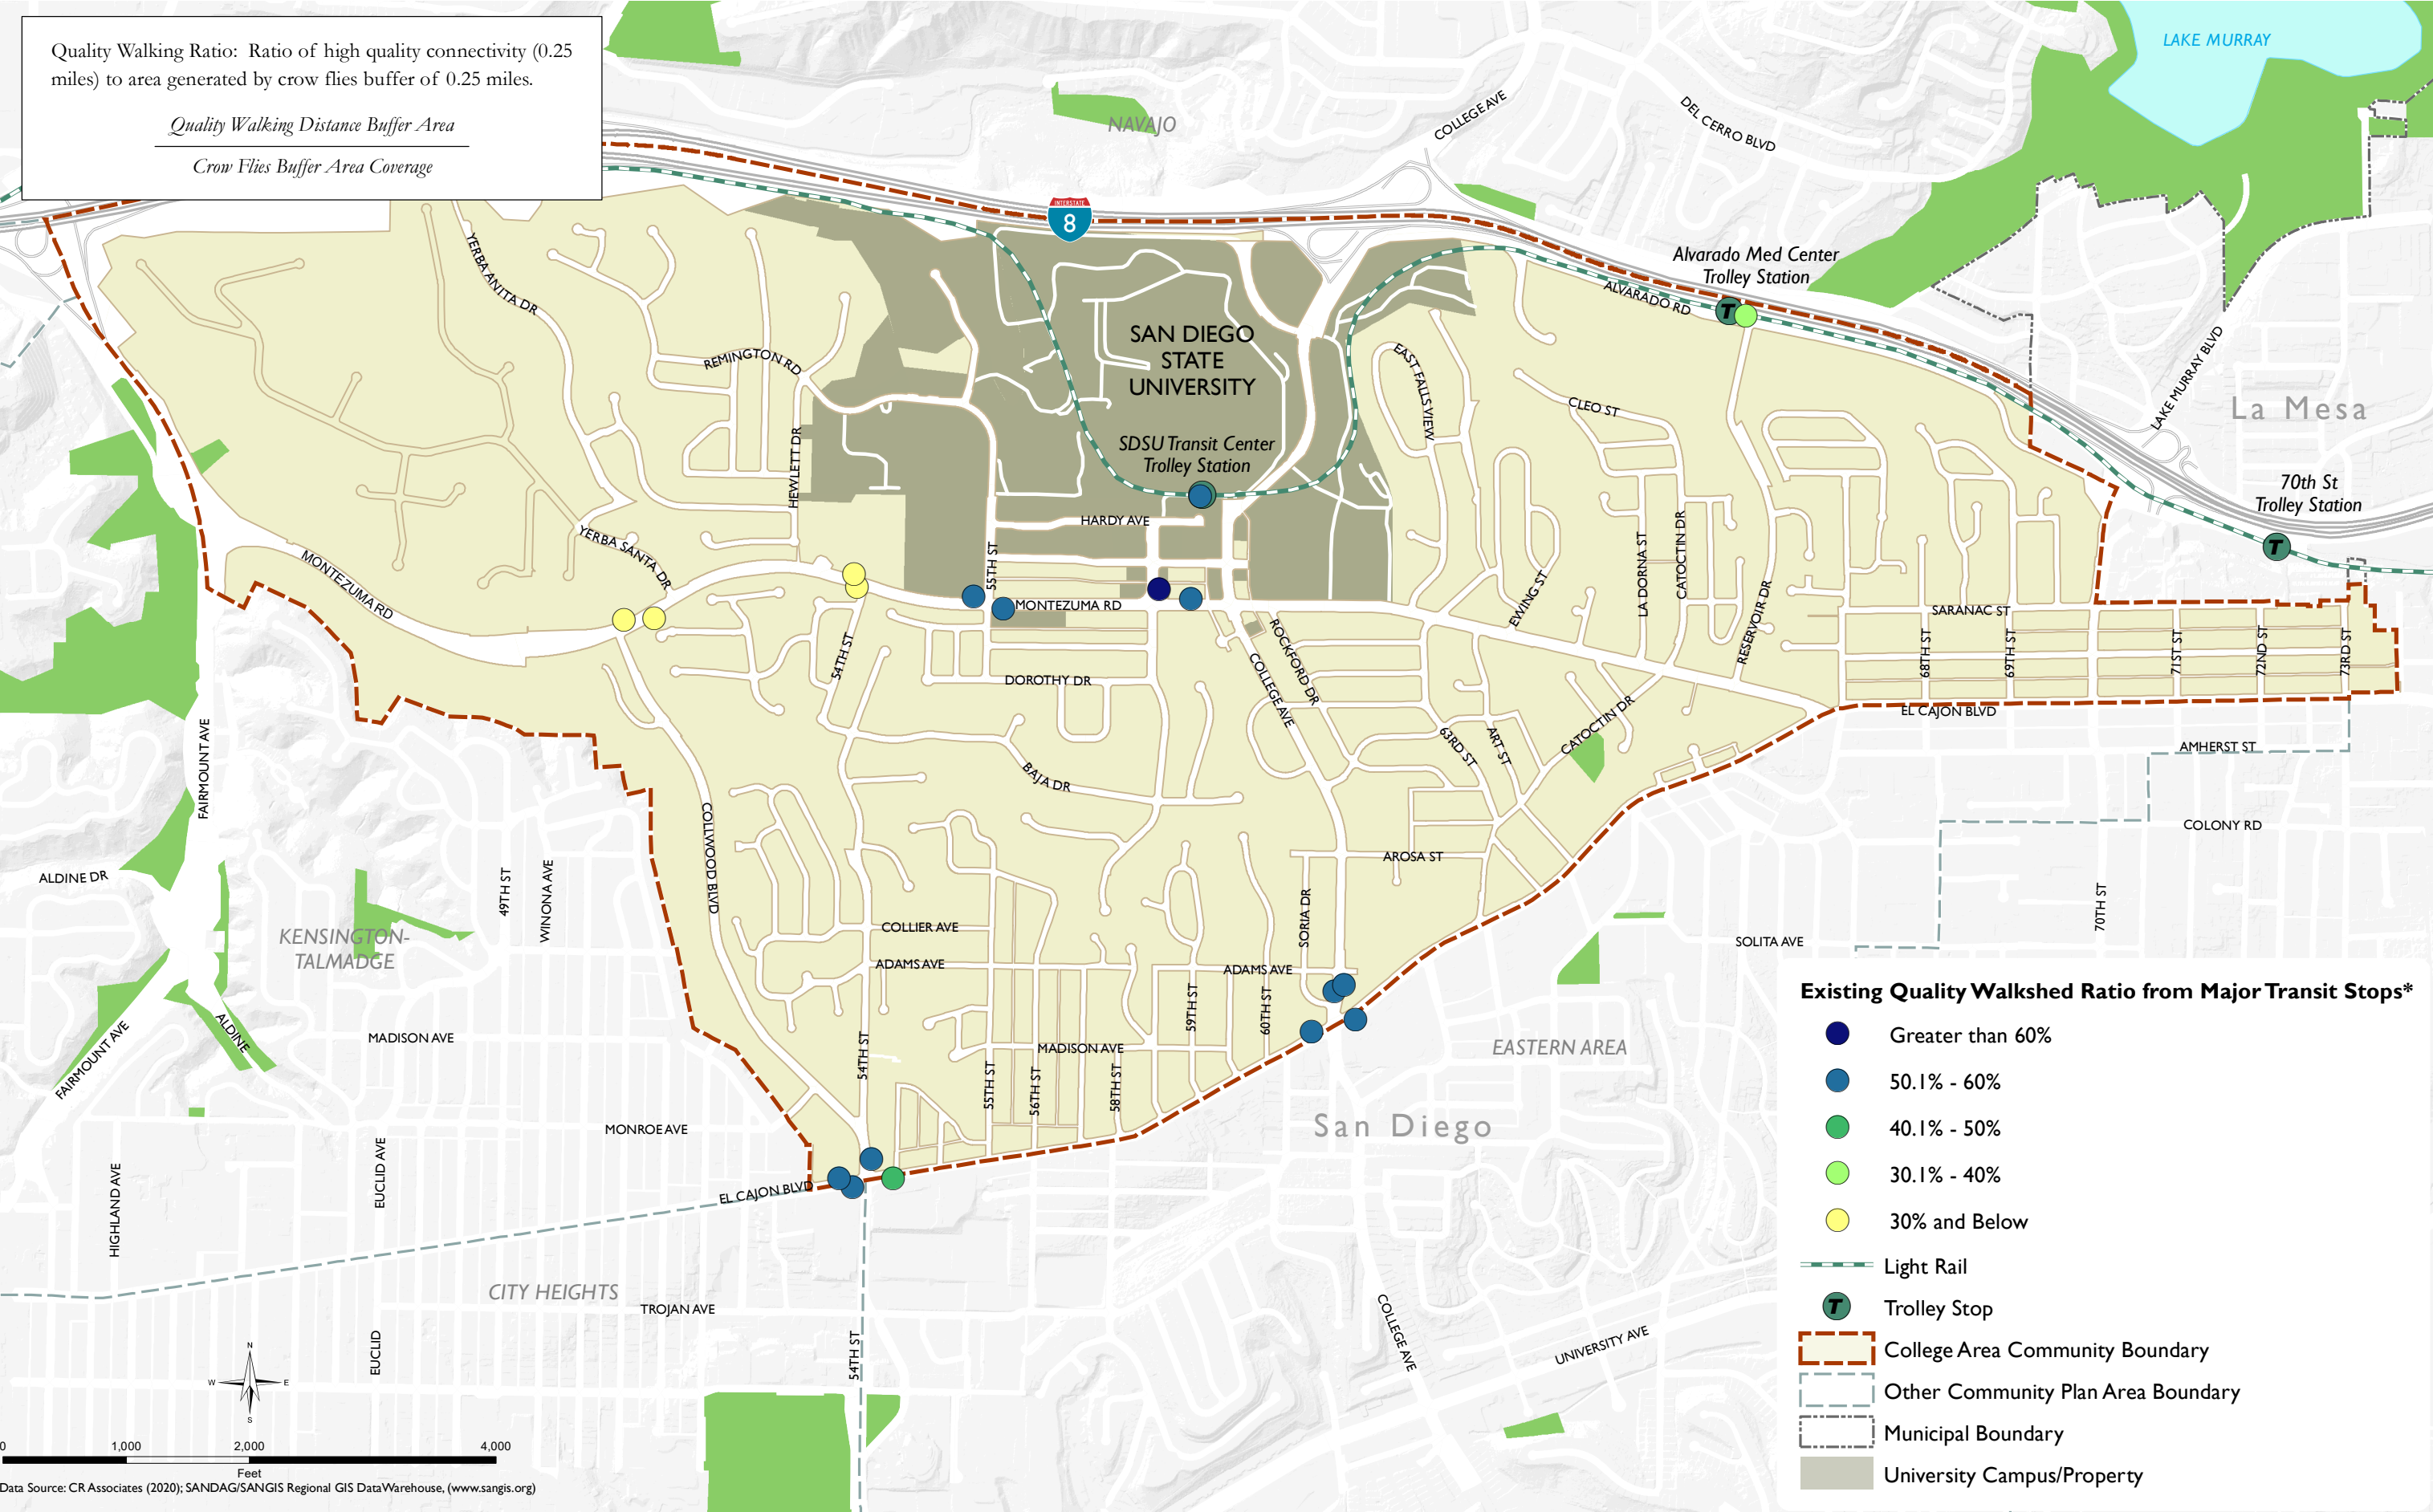 Quality Walking Ratio: Ratio of high quality connectivity (0.25
miles) to area generated by crow flies buffer of 0.25 miles.
Quality Walking Distance Buffer Area
Crow Flies Buffer Area Coverage
LAKE MURRAY
NAVAJO
COLLEGE AVE
DEL CERRO BLVD
INTERSTATE
8
YERBA ANITA DR
Alvarado Med Center
Trolley Station
ALVARADO RD
T
SAN DIEGO
STATE
UNIVERSITY
REMINGTON RD
EAST FALLS VIEW
CLEO ST
LAKE MURRAY BLVD
La Mesa
HEWLETT DR
SDSU Transit Center
Trolley Station
70th St
Trolley Station
T
HARDY AVE
YERBA SANTA DR
MONTEZUMA RD
55TH ST
MONTEZUMA RD
LA DORNA ST
CATOCTIN DR
EWING ST
RESERVOIR DR
SARANAC ST
68TH ST
69TH ST
71ST ST
72ND ST
73RD ST
54TH ST
DOROTHY DR
ROCKFORD DR
COLLEGE AVE
CATOCTIN DR
EL CAJON BLVD
63RD ST
ART ST
AMHERST ST
FAIRMOUNT AVE
BAJA DR
COLLWOOD BLVD
COLONY RD
AROSA ST
ALDINE DR
49TH ST
WINONA AVE
70TH ST
KENSINGTON-
TALMADGE
COLLIER AVE
SORIA DR
SOLITA AVE
ADAMS AVE
ADAMS AVE
59TH ST
60TH ST
FAIRMOUNT AVE
ALDINE
MADISON AVE
54TH ST
MADISON AVE
EASTERN AREA
55TH ST
56TH ST
58TH ST
San Diego
MONROE AVE
HIGHLAND AVE
EUCLID AVE
EL CAJON BLVD
CITY HEIGHTS
TROJAN AVE
EUCLID
54TH ST
COLLEGE AVE
UNIVERSITY AVE
Existing Quality Walkshed Ratio from Major Transit Stops*
Greater than 60%
50.1% - 60%
40.1% - 50%
30.1% - 40%
30% and Below
Light Rail
T Trolley Stop
College Area Community Boundary
Other Community Plan Area Boundary
Municipal Boundary
University Campus/Property
N
W E
S
0 1,000 2,000 4,000
Feet
Data Source: CR Associates (2020); SANDAG/SANGIS Regional GIS Data Warehouse, (www.sangis.org)